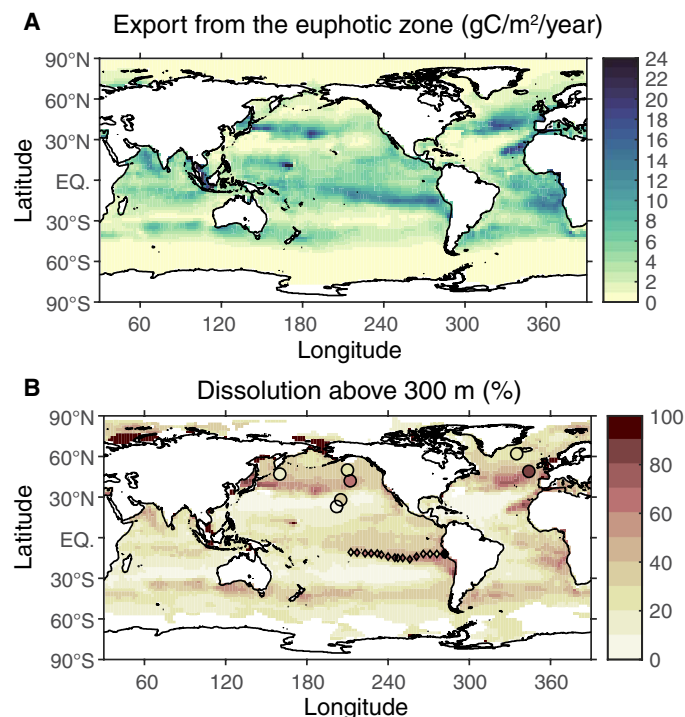 A Export from the euphotic zone (gC/m²/year)
90°N
60°N
30°N
EQ.
30°S
60°S
90°S
Latitude
60 120 180 240 300 360
Longitude
24
22
20
18
16
14
12
10
8
6
4
2
0
B Dissolution above 300 m (%)
90°N
60°N
30°N
EQ.
30°S
60°S
90°S
Latitude
60 120 180 240 300 360
Longitude
100
80
60
40
20
0